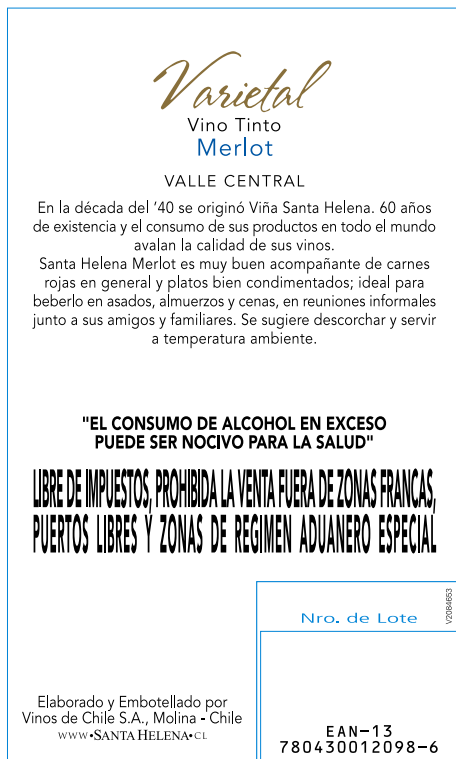 Varietal
Vino Tinto
Merlot
VALLE CENTRAL
En la década del '40 se originó Viña Santa Helena. 60 años
de existencia y el consumo de sus productos en todo el mundo
avalan la calidad de sus vinos.
Santa Helena Merlot es muy buen acompañante de carnes
rojas en general y platos bien condimentados; ideal para
beberlo en asados, almuerzos y cenas, en reuniones informales
junto a sus amigos y familiares. Se sugiere descorchar y servir
a temperatura ambiente.
"EL CONSUMO DE ALCOHOL EN EXCESO
PUEDE SER NOCIVO PARA LA SALUD"
LIBRE DE IMPUESTOS, PROHIBIDA LA VENTA FUERA DE ZONAS FRANCAS,
PUERTOS LIBRES Y ZONAS DE REGIMEN ADUANERO ESPECIAL
Nro. de Lote
V2084653
Elaborado y Embotellado por
Vinos de Chile S.A., Molina - Chile
WWW•SANTA HELENA•CL
EAN-13
780430012098-6